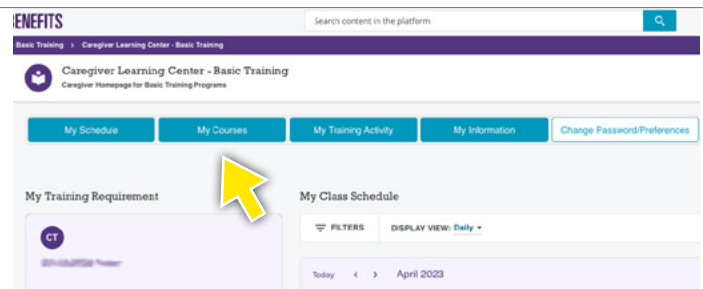 BENEFITS
Search content in the platform
Basic Training > Caregiver Learning Center - Basic Training
Caregiver Learning Center - Basic Training
Caregiver Homepage for Basic Training Programs
My Schedule
My Courses
My Training Activity
My Information
Change Password/Preferences
My Training Requirement
My Class Schedule
CT
FILTERS
DISPLAY VIEW: Daily
Today < > April 2023